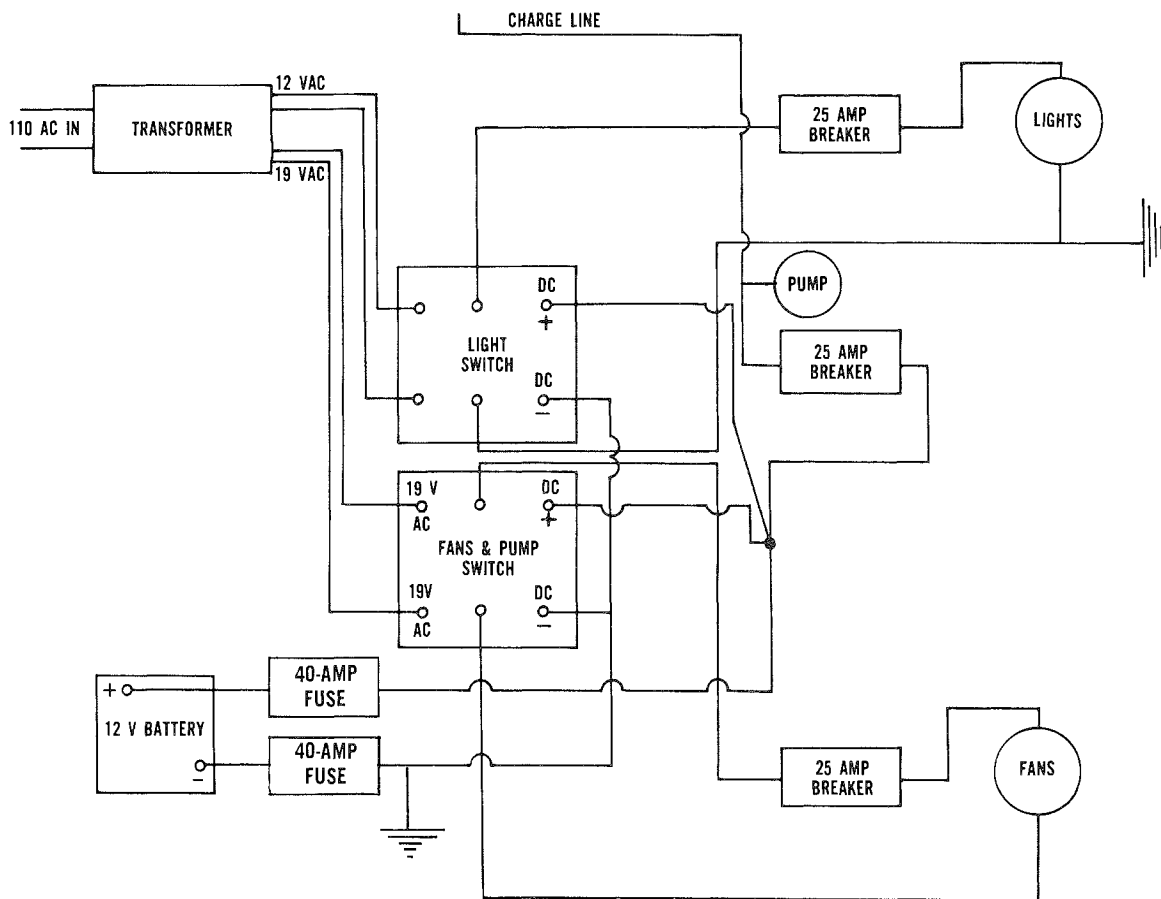 CHARGE LINE
12 VAC
110 AC IN
TRANSFORMER
19 VAC
25 AMP
BREAKER
LIGHTS
DC
+
LIGHT
SWITCH
DC
–
PUMP
25 AMP
BREAKER
19 V
AC
DC
+
FANS & PUMP
SWITCH
19V
AC
DC
–
+
12 V BATTERY
–
40-AMP
FUSE
40-AMP
FUSE
25 AMP
BREAKER
FANS